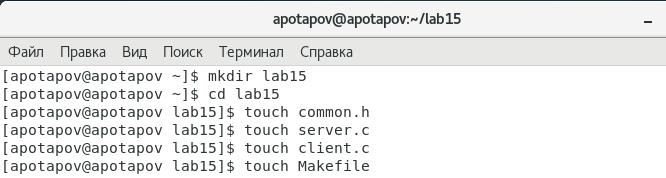 apotapov@apotapov:~/lab15
Файл Правка Вид Поиск Терминал Справка
[apotapov@apotapov ~]$ mkdir lab15
[apotapov@apotapov ~]$ cd lab15
[apotapov@apotapov lab15]$ touch common.h
[apotapov@apotapov lab15]$ touch server.c
[apotapov@apotapov lab15]$ touch client.c
[apotapov@apotapov lab15]$ touch Makefile